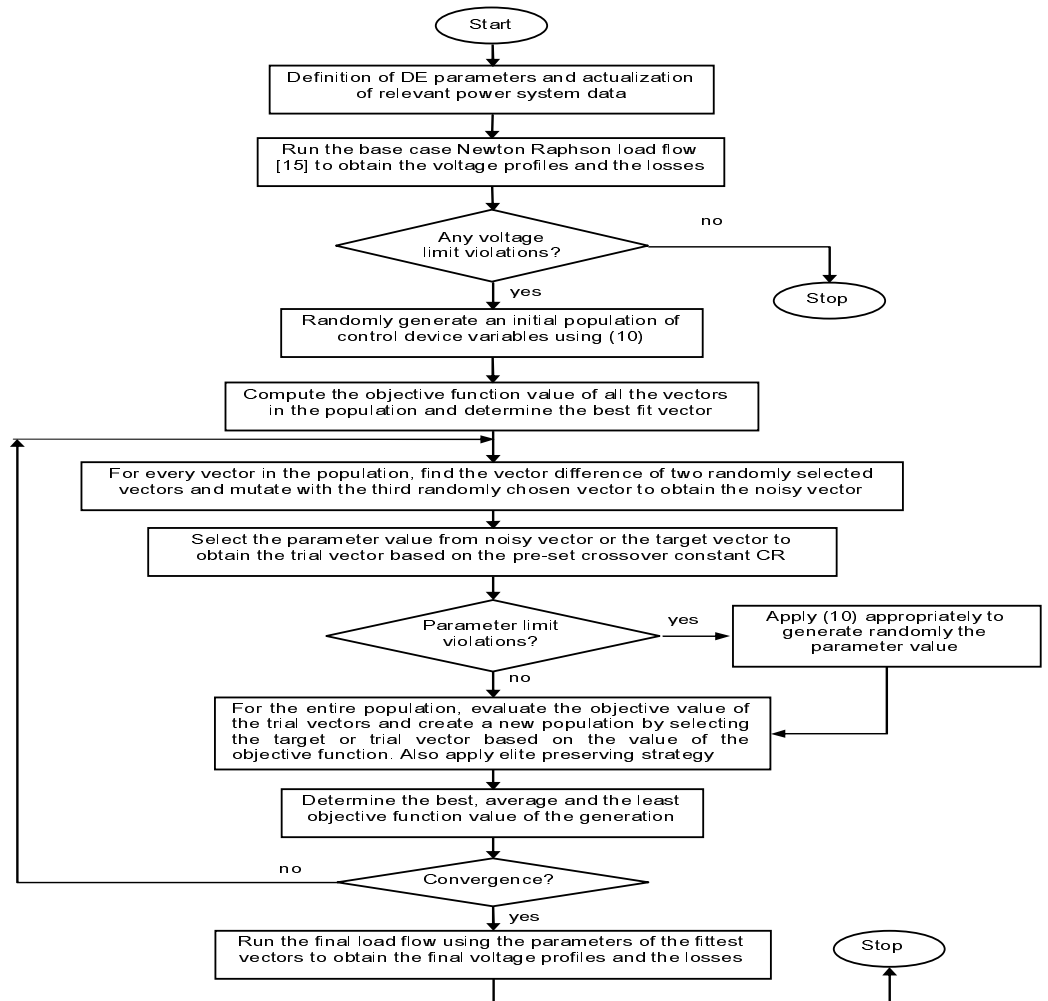 Start
Definition of DE parameters and actualization
of relevant power system data
Run the base case Newton Raphson load flow
[15] to obtain the voltage profiles and the losses
no
Any voltage
limit violations?
yes
Stop
Randomly generate an initial population of
control device variables using (10)
Compute the objective function value of all the vectors
in the population and determine the best fit vector
For every vector in the population, find the vector difference of two randomly selected
vectors and mutate with the third randomly chosen vector to obtain the noisy vector
Select the parameter value from noisy vector or the target vector to
obtain the trial vector based on the pre-set crossover constant CR
Parameter limit
violations?
yes
Apply (10) appropriately to
generate randomly the
parameter value
no
For the entire population, evaluate the objective value of
the trial vectors and create a new population by selecting
the target or trial vector based on the value of the
objective function. Also apply elite preserving strategy
Determine the best, average and the least
objective function value of the generation
no
Convergence?
yes
Run the final load flow using the parameters of the fittest
vectors to obtain the final voltage profiles and the losses
Stop